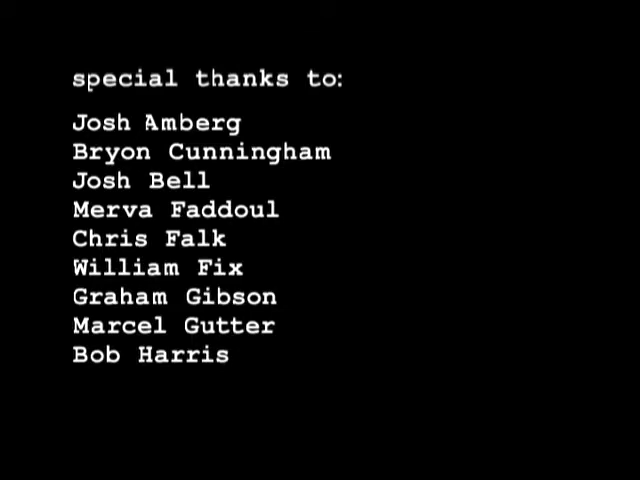 special thanks to:
Josh Amberg
Bryon Cunningham
Josh Bell
Merva Faddoul
Chris Falk
William Fix
Graham Gibson
Marcel Gutter
Bob Harris